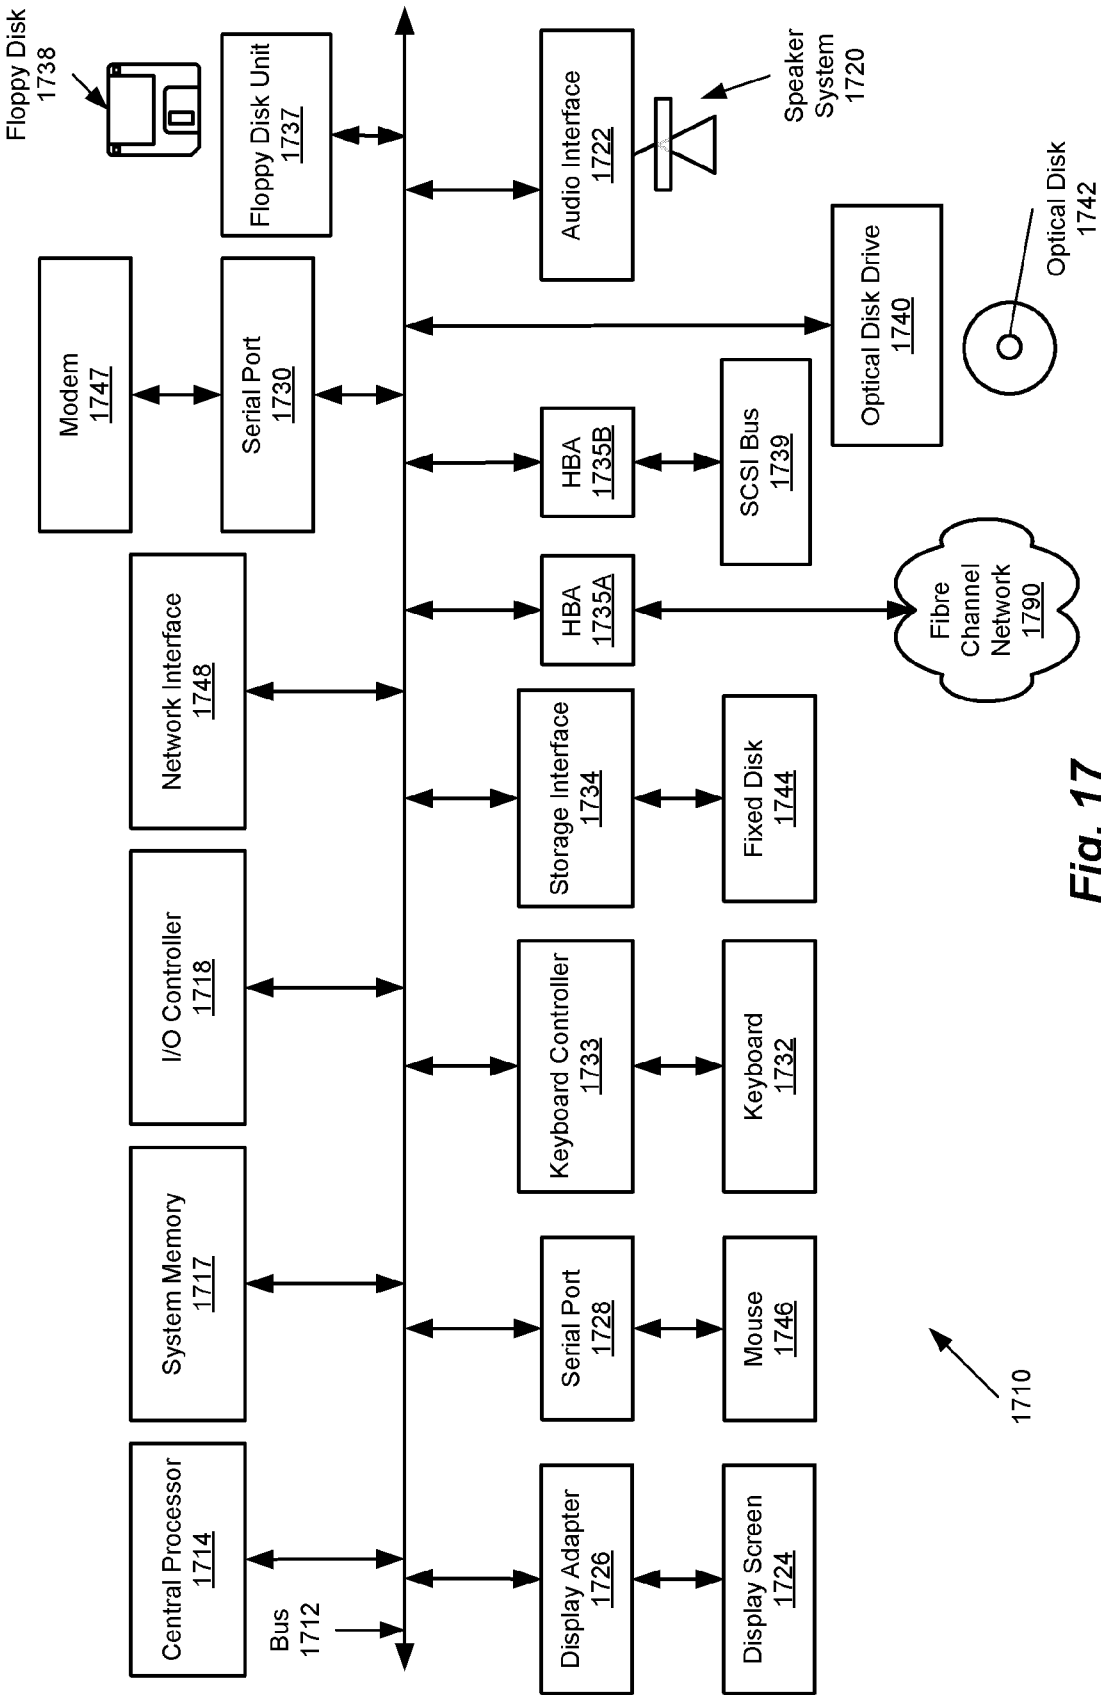 Central Processor
1714
System Memory
1717
I/O Controller
1718
Network Interface
1748
Modem
1747
Serial Port
1730
Floppy Disk
1738
Floppy Disk Unit
1737
Bus
1712
Display Adapter
1726
Serial Port
1728
Keyboard Controller
1733
Storage Interface
1734
HBA
1735A
HBA
1735B
Audio Interface
1722
Display Screen
1724
Mouse
1746
Keyboard
1732
Fixed Disk
1744
SCSI Bus
1739
Speaker
System
1720
Optical Disk Drive
1740
Fibre
Channel
Network
1790
Optical Disk
1742
1710
Fig. 17